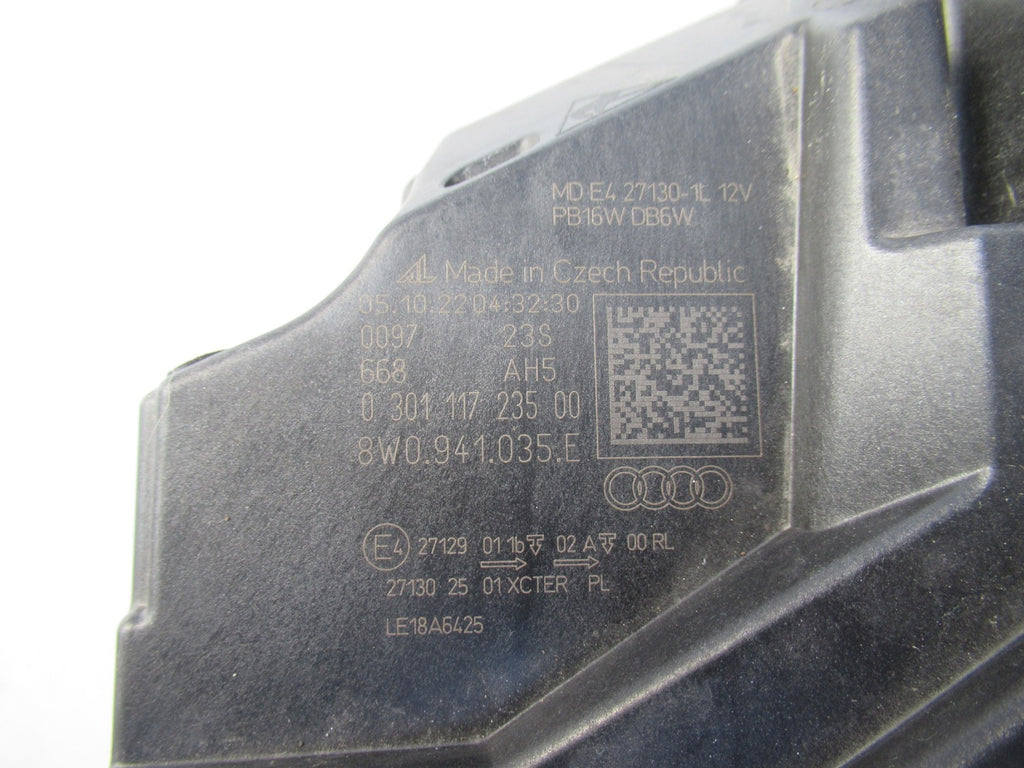 MD E4 27130-1L 12V
PB16W DB6W
AL Made in Czech Republic
05.10.22 04:32:30
0097 23S
668 AH5
0 301 117 235 00
8W0.941.035.E
E4 27129 01 1b 02 A 00 RL
27130 25 01 XCTER PL
LE18A6425